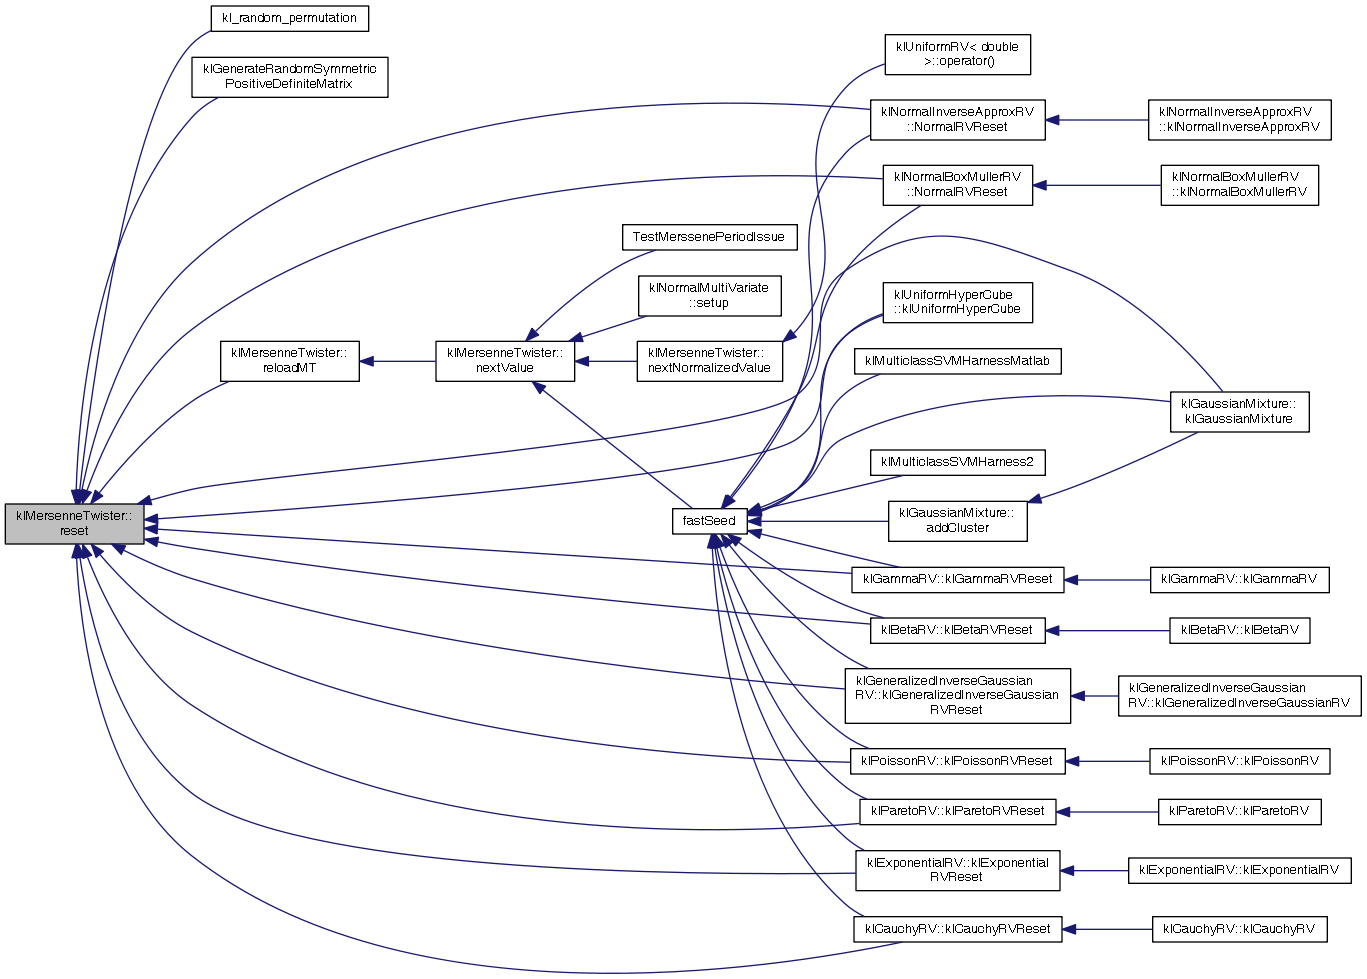 kl_random_permutation
klGenerateRandomSymmetric
PositiveDefiniteMatrix
klUniformRV< double
>::operator()
klNormalInverseApproxRV
::NormalRVReset
klNormalInverseApproxRV
::klNormalInverseApproxRV
klNormalBoxMullerRV
::NormalRVReset
klNormalBoxMullerRV
::klNormalBoxMullerRV
TestMerssenePeriodIssue
klNormalMultiVariate
::setup
klUniformHyperCube
::klUniformHyperCube
klMersenneTwister::
reloadMT
klMersenneTwister::
nextValue
klMersenneTwister::
nextNormalizedValue
klMulticlassSVMHarnessMatlab
klGaussianMixture::
klGaussianMixture
klMulticlassSVMHarness2
klMersenneTwister::
reset
fastSeed
klGaussianMixture::
addCluster
klGammaRV::klGammaRVReset
klGammaRV::klGammaRV
klBetaRV::klBetaRVReset
klBetaRV::klBetaRV
klGeneralizedInverseGaussian
RV::klGeneralizedInverseGaussian
RVReset
klGeneralizedInverseGaussian
RV::klGeneralizedInverseGaussianRV
klPoissonRV::klPoissonRVReset
klPoissonRV::klPoissonRV
klParetoRV::klParetoRVReset
klParetoRV::klParetoRV
klExponentialRV::klExponential
RVReset
klExponentialRV::klExponentialRV
klCauchyRV::klCauchyRVReset
klCauchyRV::klCauchyRV